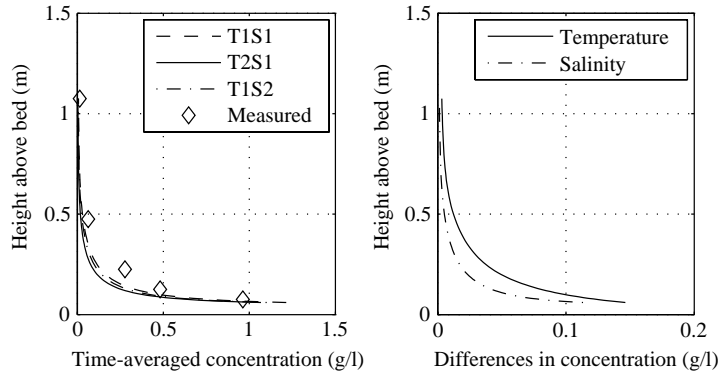 T1S1
T2S1
T1S2
Measured
1.5
1
0.5
0
0 0.5 1 1.5
Height above bed (m)
Time-averaged concentration (g/l)
Temperature
Salinity
1.5
1
0.5
0
0 0.1 0.2
Height above bed (m)
Differences in concentration (g/l)